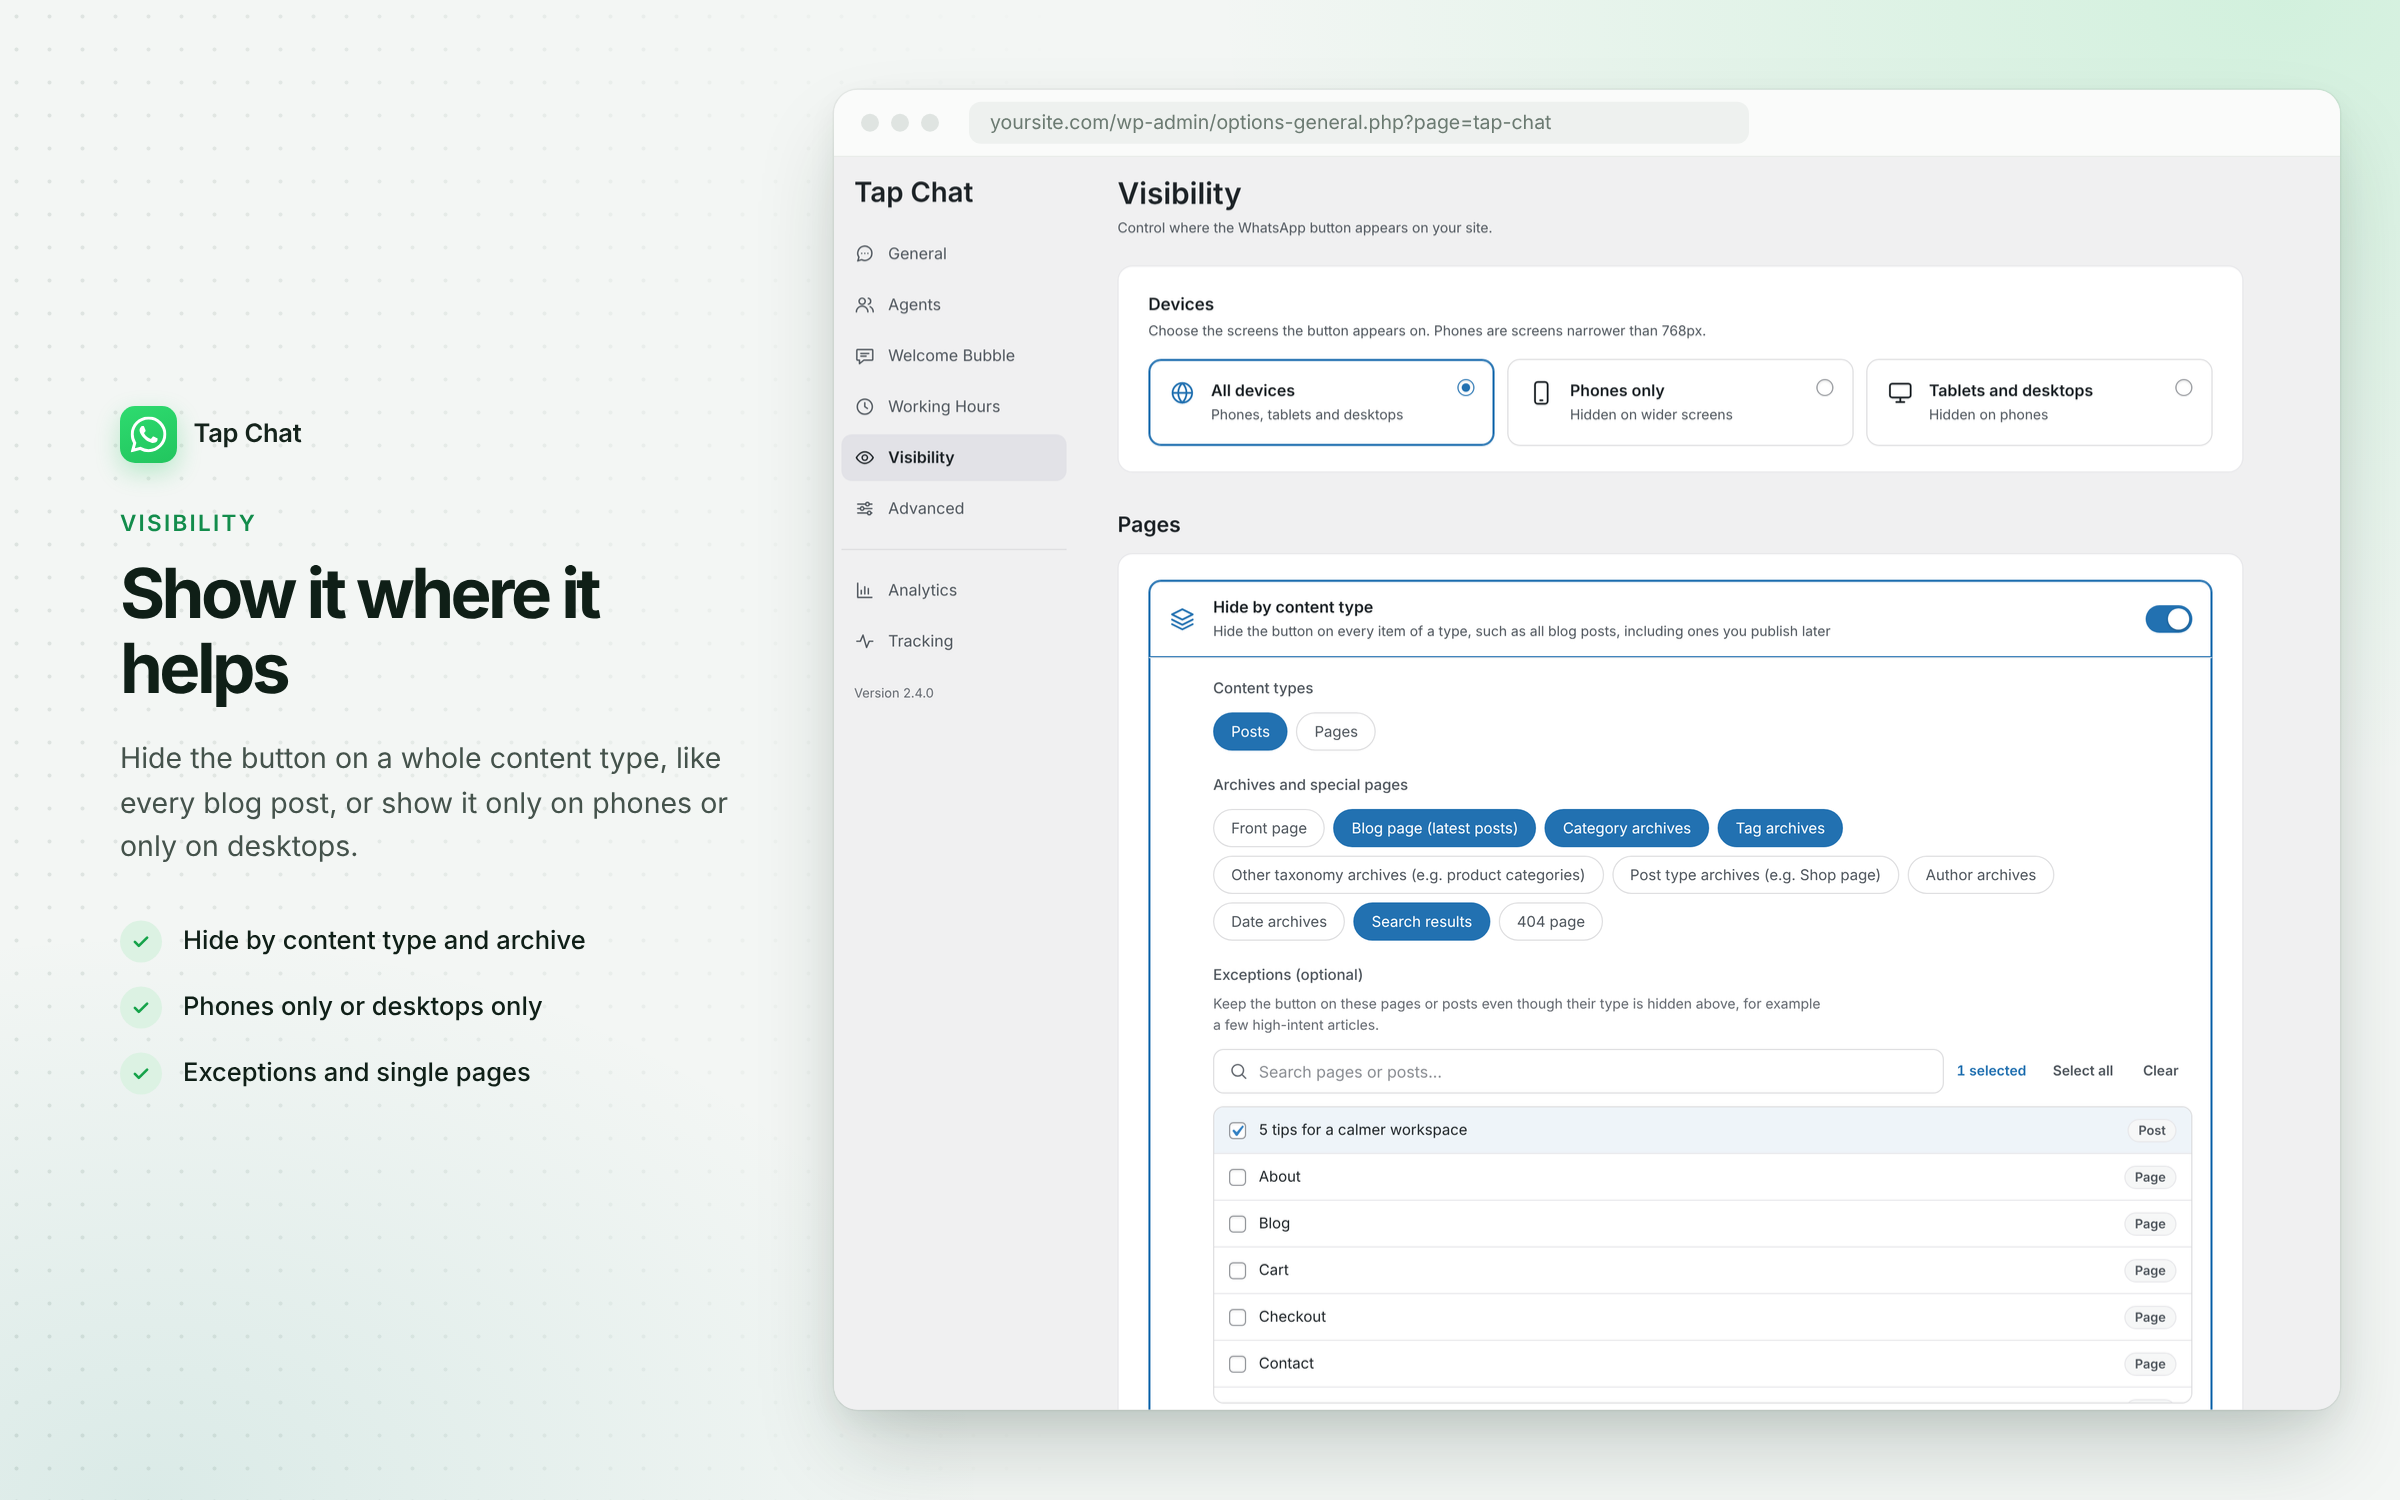 Tap Chat
VISIBILITY
Show it where it
helps
Hide the button on a whole content type, like
every blog post, or show it only on phones or
only on desktops.
Hide by content type and archive
Phones only or desktops only
Exceptions and single pages
yoursite.com/wp-admin/options-general.php?page=tap-chat
Tap Chat
General
Agents
Welcome Bubble
Working Hours
Visibility
Advanced
Analytics
Tracking
Version 2.4.0
Visibility
Control where the WhatsApp button appears on your site.
Devices
Choose the screens the button appears on. Phones are screens narrower than 768px.
All devices
Phones, tablets and desktops
Phones only
Hidden on wider screens
Tablets and desktops
Hidden on phones
Pages
Hide by content type
Hide the button on every item of a type, such as all blog posts, including ones you publish later
Content types
Posts Pages
Archives and special pages
Front page Blog page (latest posts) Category archives Tag archives
Other taxonomy archives (e.g. product categories) Post type archives (e.g. Shop page) Author archives
Date archives Search results 404 page
Exceptions (optional)
Keep the button on these pages or posts even though their type is hidden above, for example
a few high-intent articles.
Search pages or posts... 1 selected Select all Clear
5 tips for a calmer workspace Post
About Page
Blog Page
Cart Page
Checkout Page
Contact Page